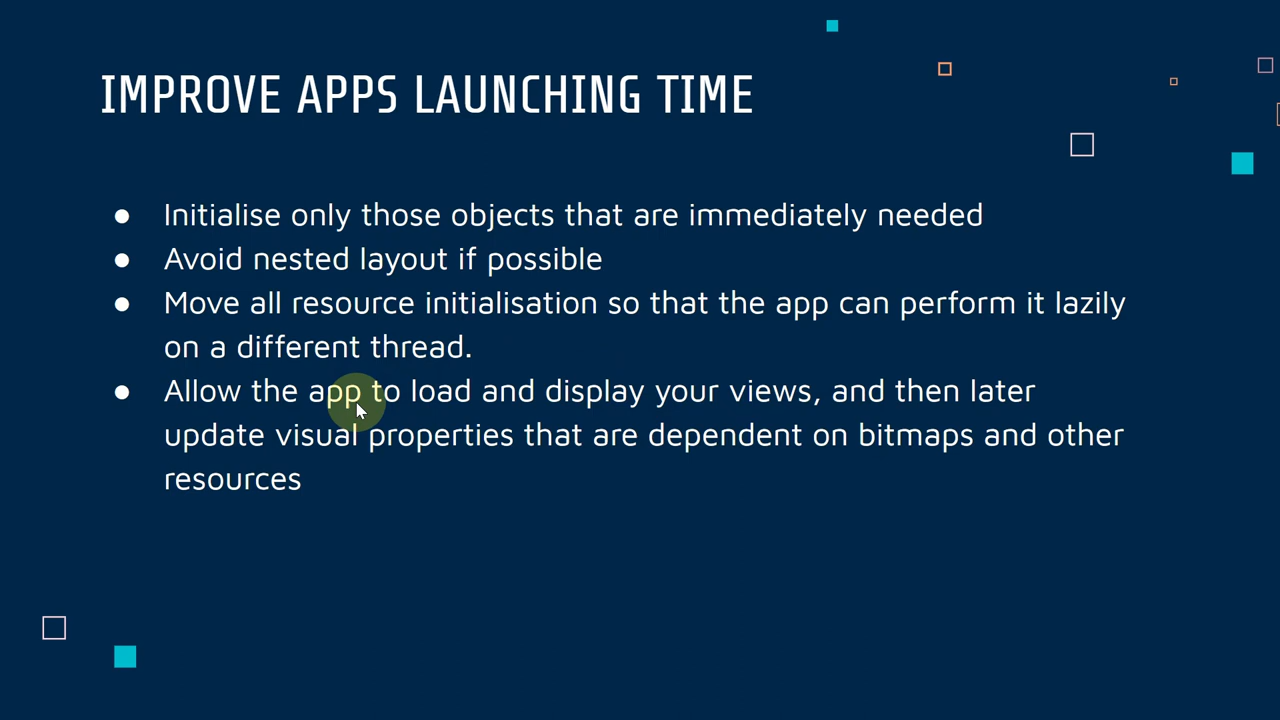 IMPROVE APPS LAUNCHING TIME
● Initialise only those objects that are immediately needed
● Avoid nested layout if possible
● Move all resource initialisation so that the app can perform it lazily
on a different thread.
● Allow the app to load and display your views, and then later
update visual properties that are dependent on bitmaps and other
resources